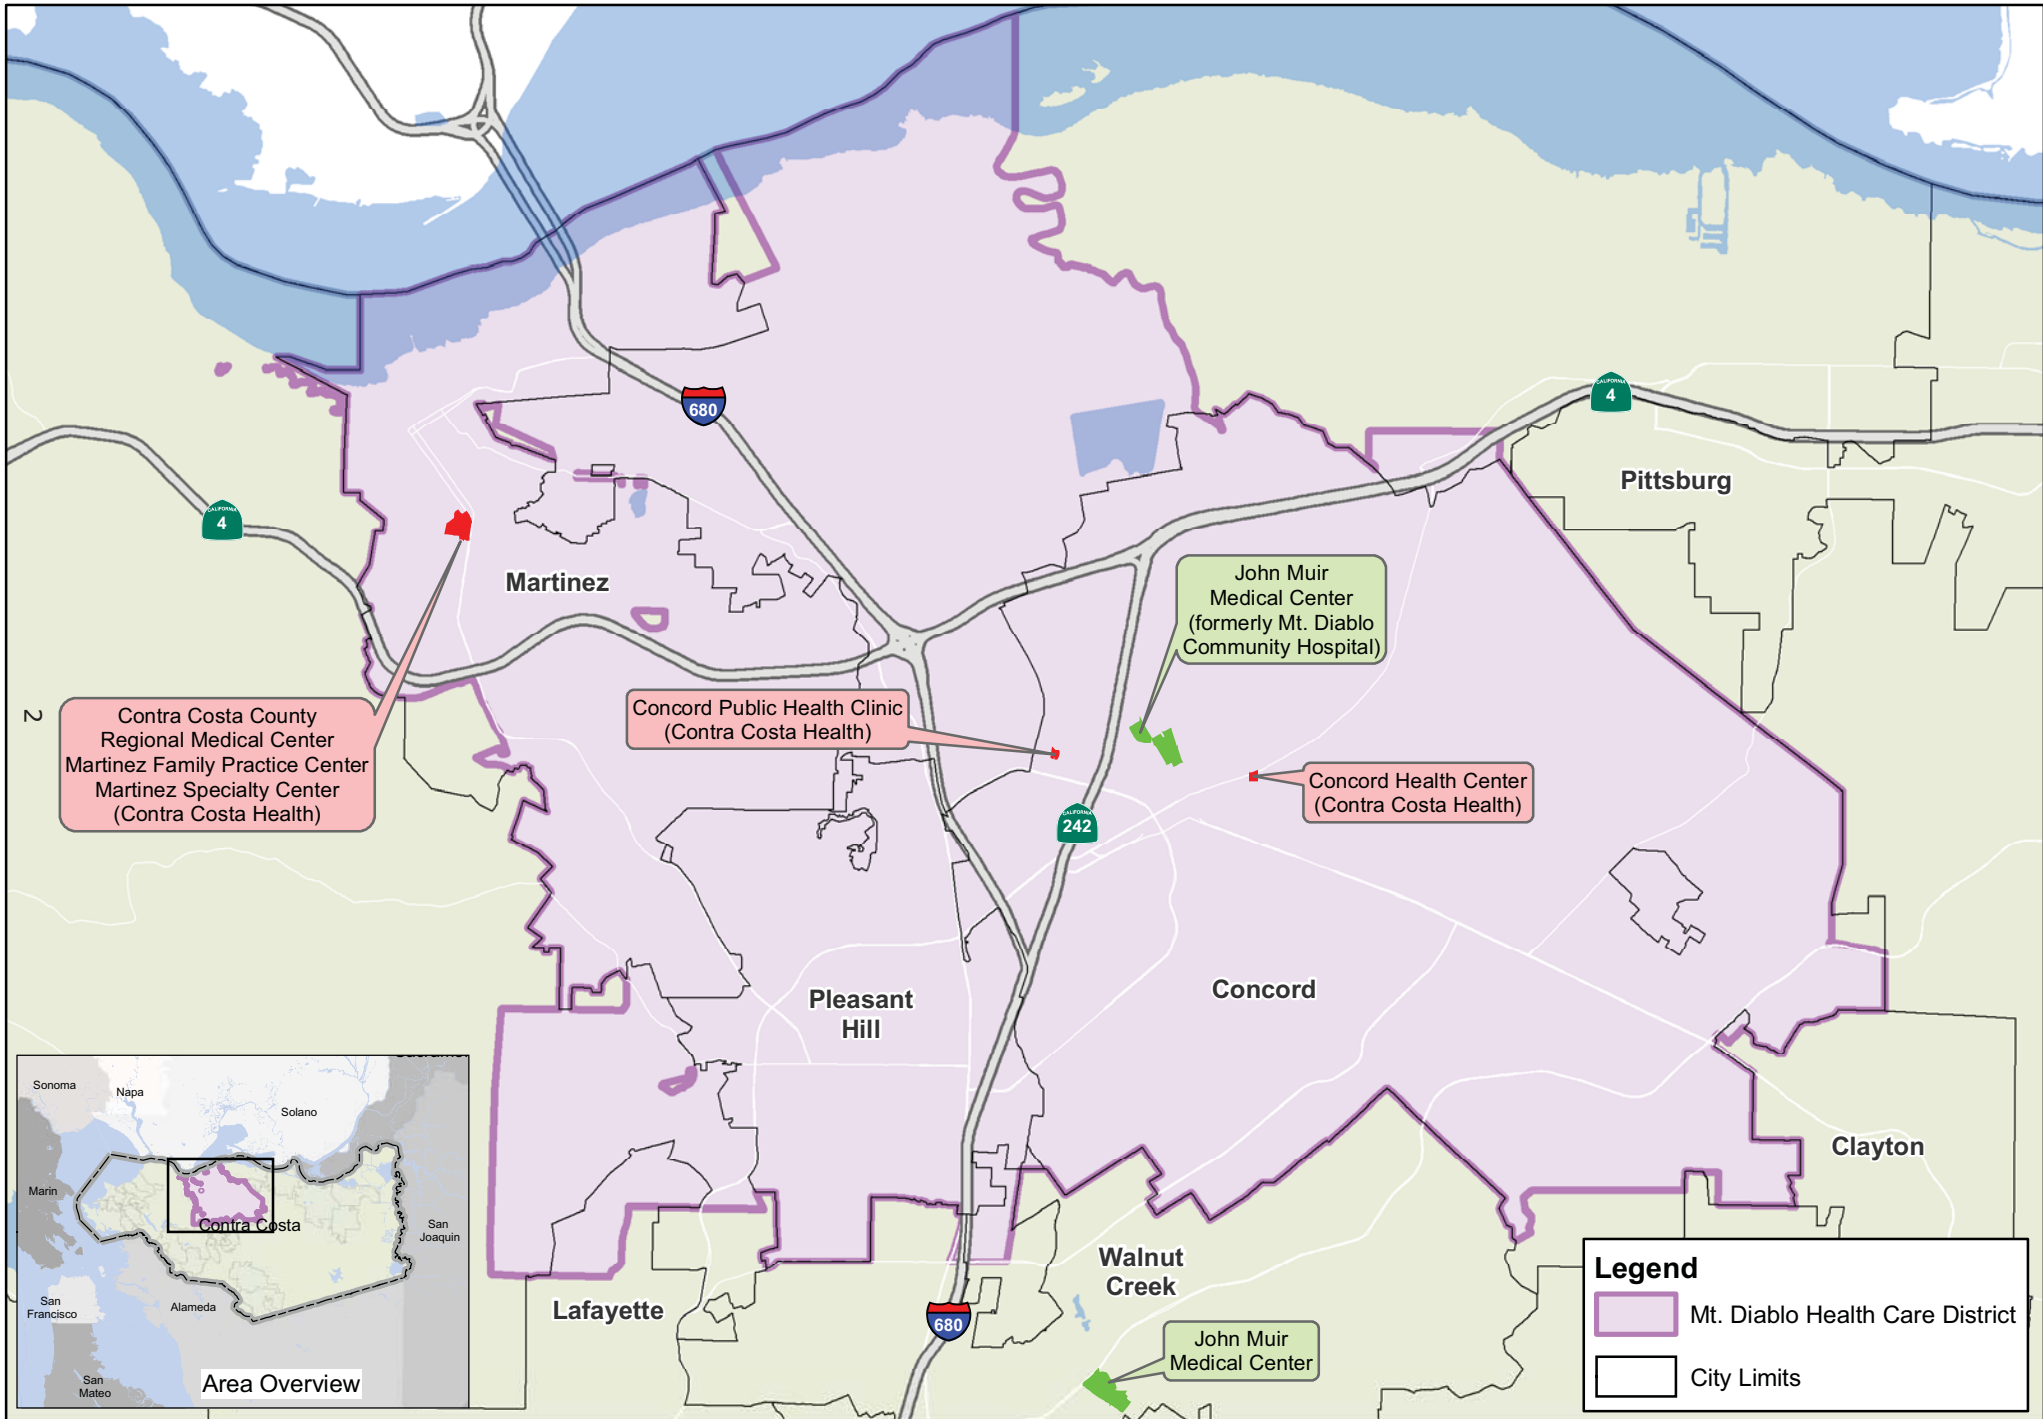 CALIFORNIA
4
680
CALIFORNIA
4
Pittsburg
Martinez
John Muir
Medical Center
(formerly Mt. Diablo
Community Hospital)
Contra Costa County
Regional Medical Center
Martinez Family Practice Center
Martinez Specialty Center
(Contra Costa Health)
Concord Public Health Clinic
(Contra Costa Health)
Concord Health Center
(Contra Costa Health)
CALIFORNIA
242
2
Pleasant
Hill
Concord
Clayton
Walnut
Creek
Lafayette
680
John Muir
Medical Center
Sonoma
Napa
Solano
Marin
Contra Costa
San
Joaquin
San
Francisco
Alameda
San
Mateo
Area Overview
Legend
Mt. Diablo Health Care District
City Limits